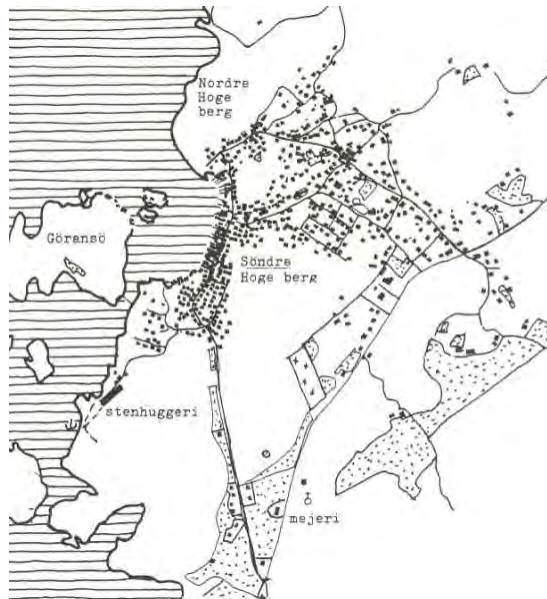 Nordre
Hoge
berg
Göransö
Söndre
Hoge berg
stenhuggeri
mejeri